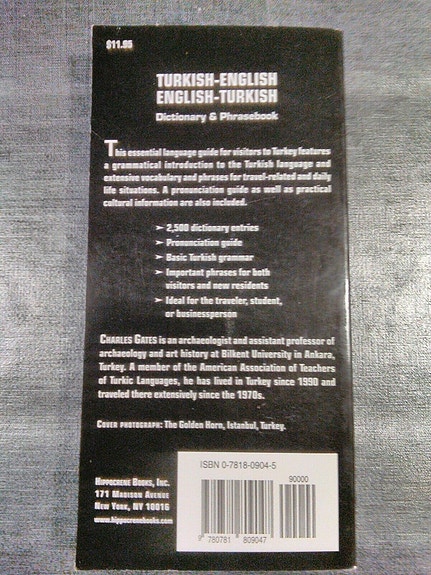 $11.95
TURKISH-ENGLISH
ENGLISH-TURKISH
Dictionary & Phrasebook
This essential language guide for visitors to Turkey features
a grammatical introduction to the Turkish language and
extensive vocabulary and phrases for travel-related and daily
life situations. A pronunciation guide as well as practical
cultural information are also included.
➤ 2,500 dictionary entries
➤ Pronunciation guide
➤ Basic Turkish grammar
➤ Important phrases for both
visitors and new residents
➤ Ideal for the traveler, student,
or businessperson
CHARLES GATES is an archaeologist and assistant professor of
archaeology and art history at Bilkent University in Ankara,
Turkey. A member of the American Association of Teachers
of Turkic Languages, he has lived in Turkey since 1990 and
traveled there extensively since the 1970s.
COVER PHOTOGRAPH: The Golden Horn, Istanbul, Turkey.
HIPPOCRENE BOOKS, INC.
171 MADISON AVENUE
NEW YORK, NY 10016
www.hippocrenebooks.com
ISBN 0-7818-0904-5
90000
9 780781 809047